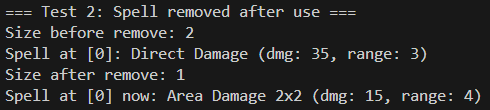 === Test 2: Spell removed after use ===
Size before remove: 2
Spell at [0]: Direct Damage (dmg: 35, range: 3)
Size after remove: 1
Spell at [0] now: Area Damage 2x2 (dmg: 15, range: 4)